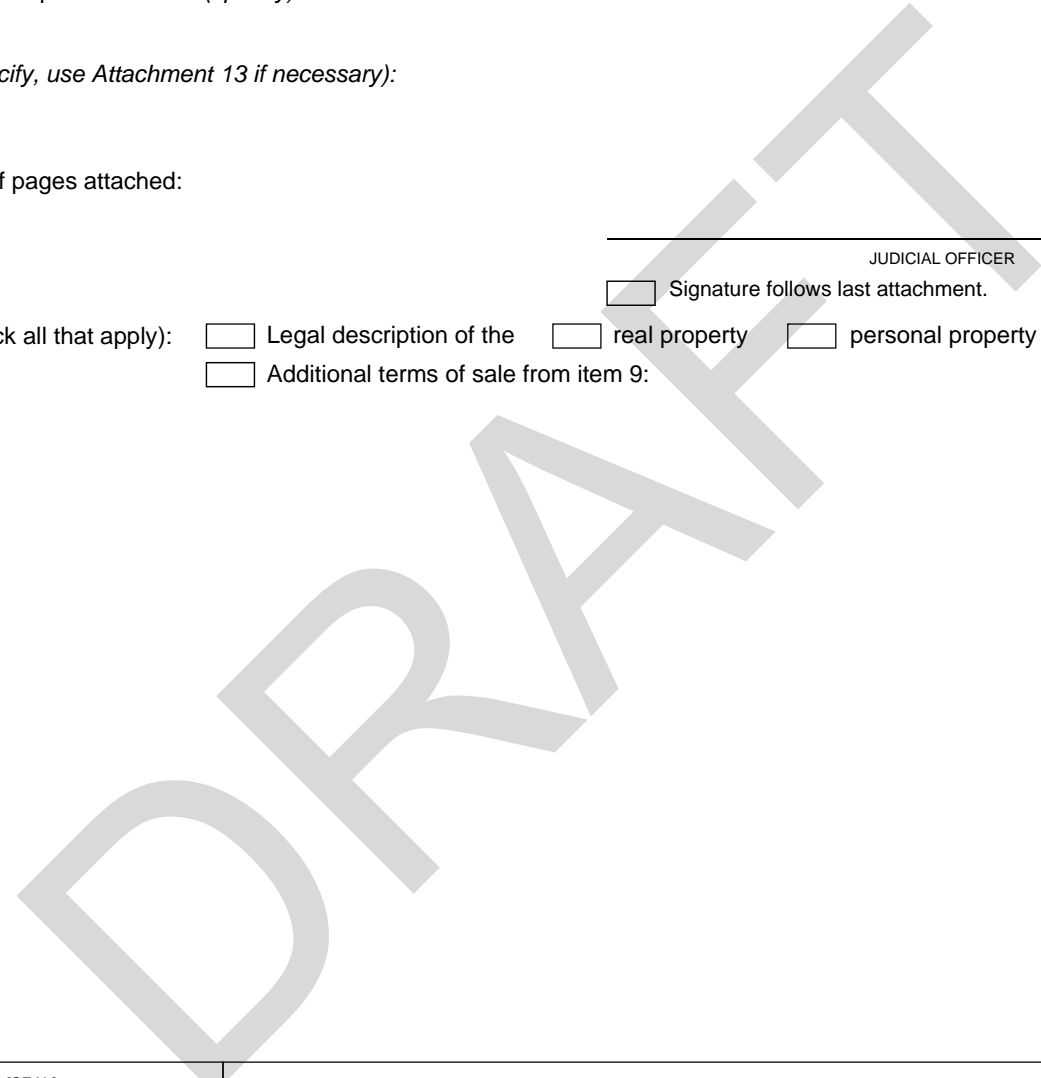 cify, use Attachment 13 if necessary):
f pages attached:
JUDICIAL OFFICER
Signature follows last attachment.
ck all that apply): Legal description of the real property personal property
Additional terms of sale from item 9:
DRAFT